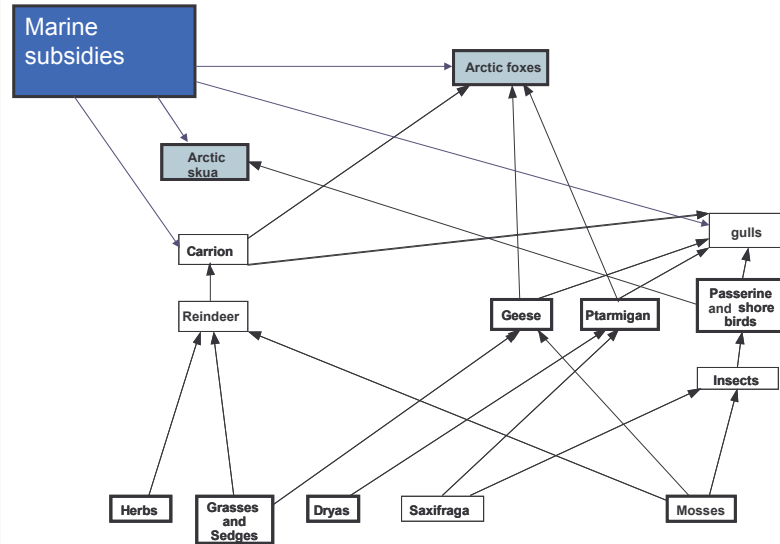 Marine
subsidies
Arctic foxes
Arctic
skua
gulls
Carrion
Passerine
and shore
birds
Reindeer
Geese
Ptarmigan
Insects
Herbs
Grasses
and
Sedges
Dryas
Saxifraga
Mosses